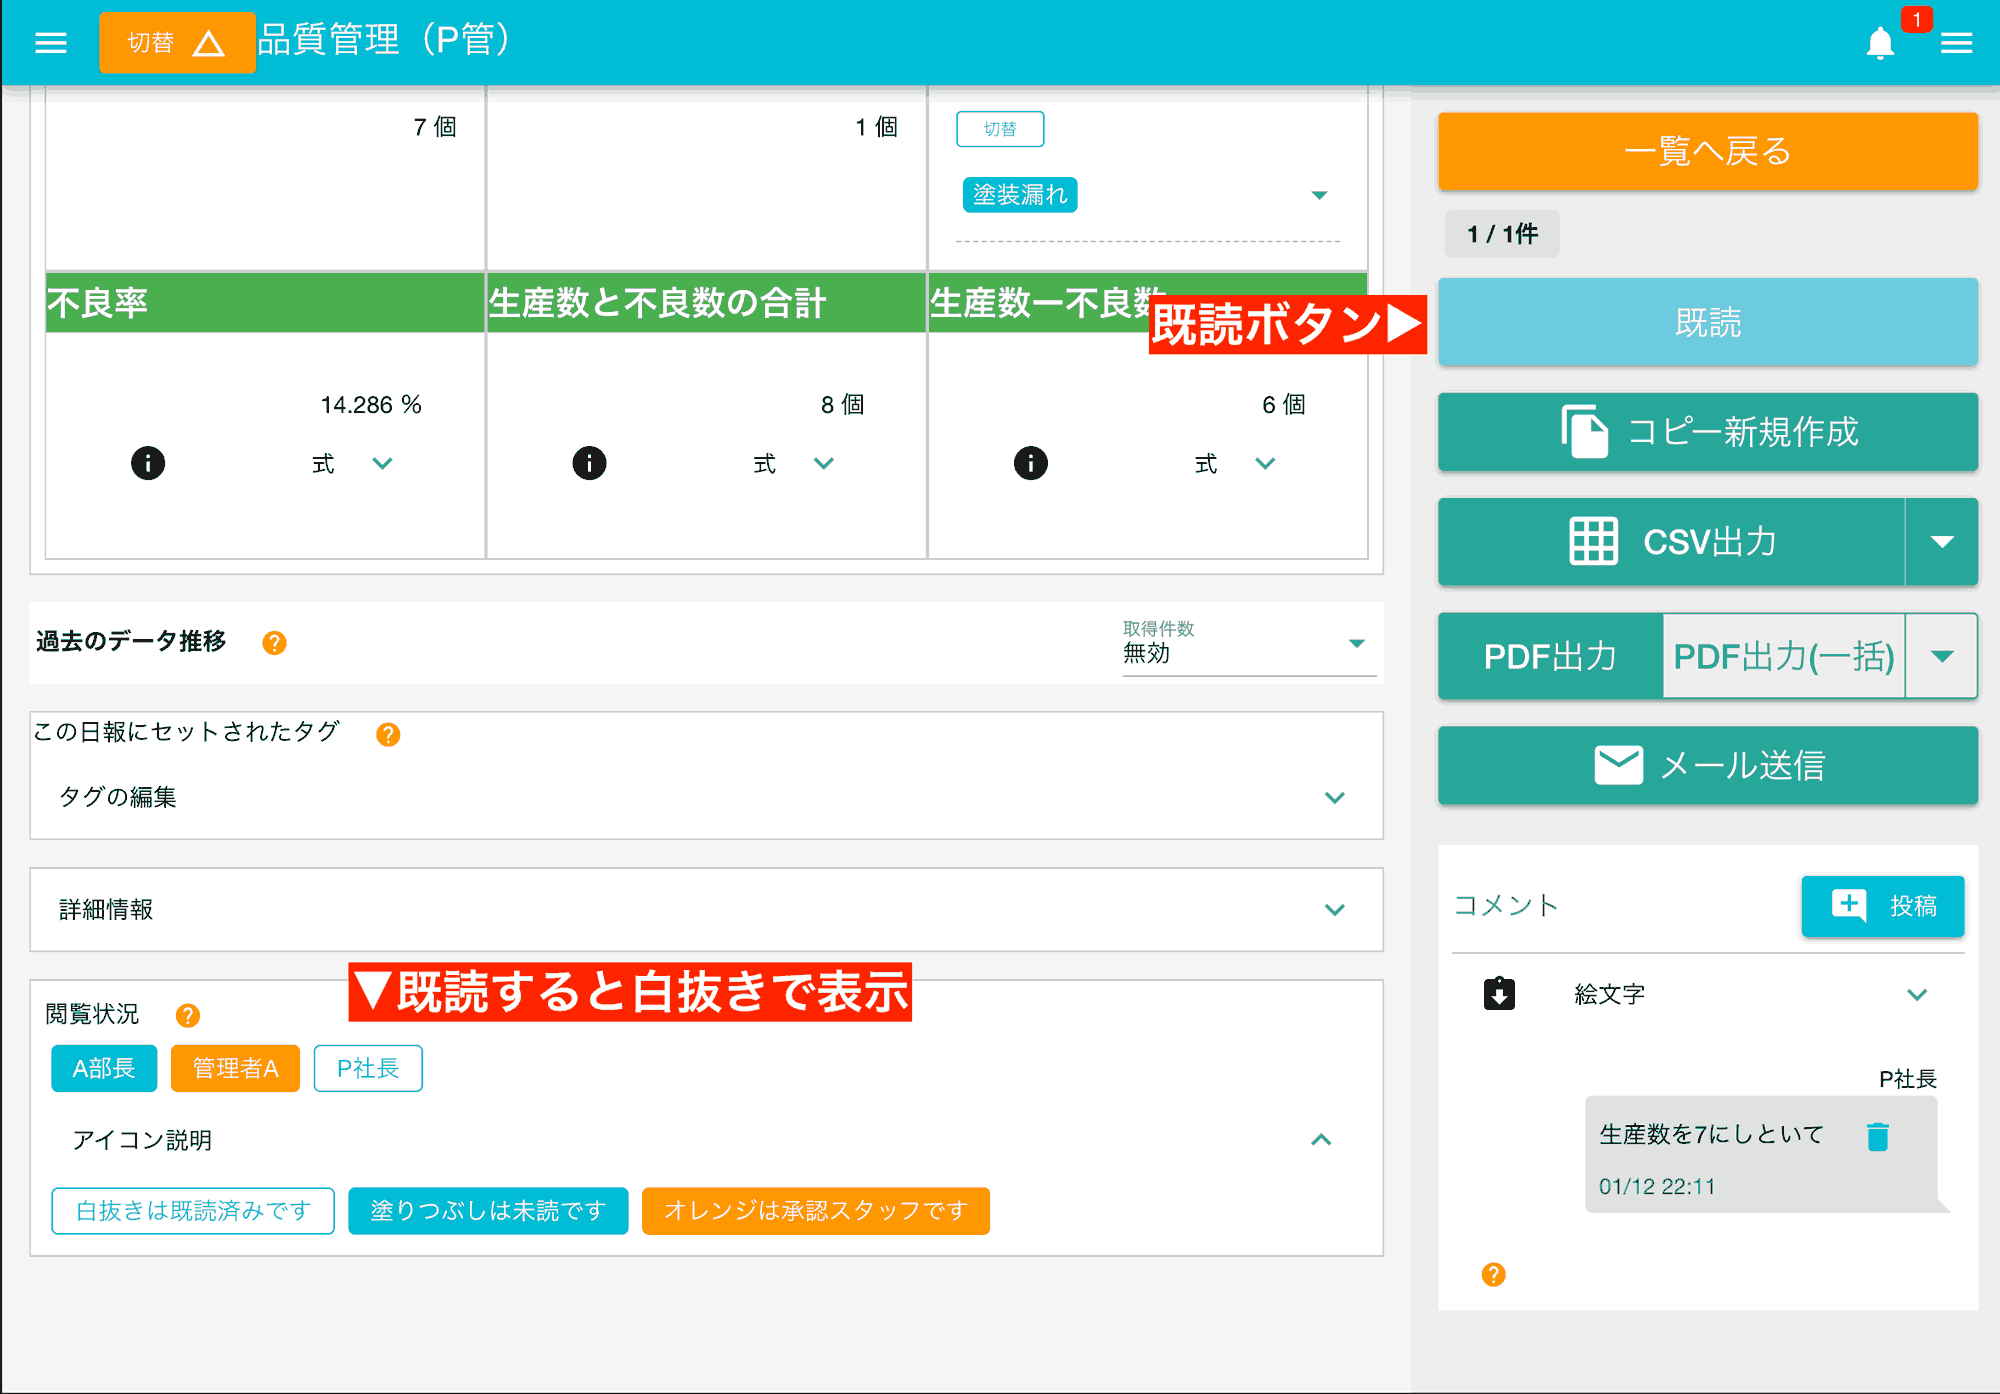 切替 品質管理（P管） 1
7 個 1 個 切替
塗装漏れ
不良率 生産数と不良数の合計 生産数ー不良数
14.286 % 8 個 6 個
式 式 式
過去のデータ推移 ?
取得件数
無効
この日報にセットされたタグ ?
タグの編集
詳細情報
▼既読すると白抜きで表示
閲覧状況 ?
A部長 管理者A P社長
アイコン説明
白抜きは既読済みです 塗りつぶしは未読です オレンジは承認スタッフです
一覧へ戻る
1 / 1件
既読ボタン▶
既読
コピー新規作成
CSV出力
PDF出力 PDF出力(一括)
メール送信
コメント 投稿
絵文字
P社長
生産数を7にしといて
01/12 22:11
?